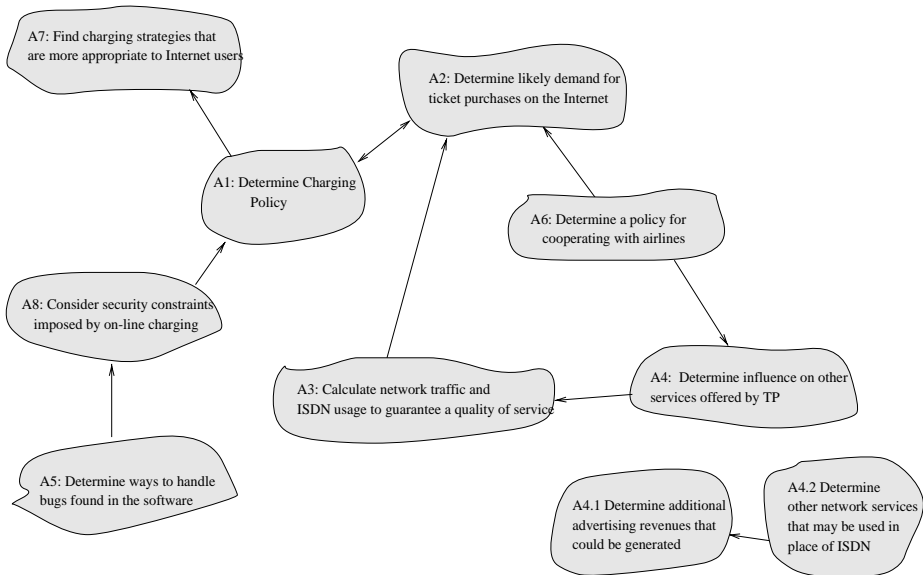 A7: Find charging strategies that
are more appropriate to Internet users
A2: Determine likely demand for
ticket purchases on the Internet
A1: Determine Charging
Policy
A6: Determine a policy for
cooperating with airlines
A8: Consider security constraints
imposed by on-line charging
A3: Calculate network traffic and
ISDN usage to guarantee a quality of service
A4: Determine influence on other
services offered by TP
A5: Determine ways to handle
bugs found in the software
A4.1 Determine additional
advertising revenues that
could be generated
A4.2 Determine
other network services
that may be used in
place of ISDN